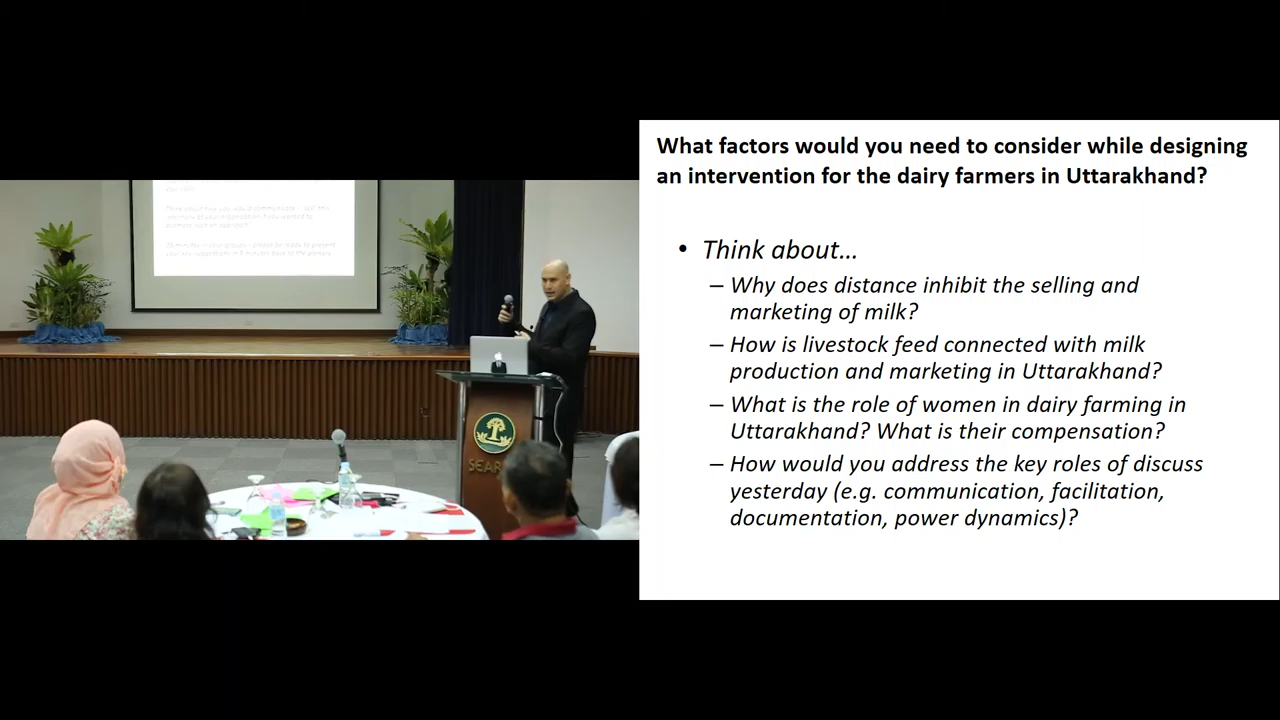 What factors would you need to consider while designing
an intervention for the dairy farmers in Uttarakhand?
• Think about…
– Why does distance inhibit the selling and
marketing of milk?
– How is livestock feed connected with milk
production and marketing in Uttarakhand?
– What is the role of women in dairy farming in
Uttarakhand? What is their compensation?
– How would you address the key roles of discuss
yesterday (e.g. communication, facilitation,
documentation, power dynamics)?